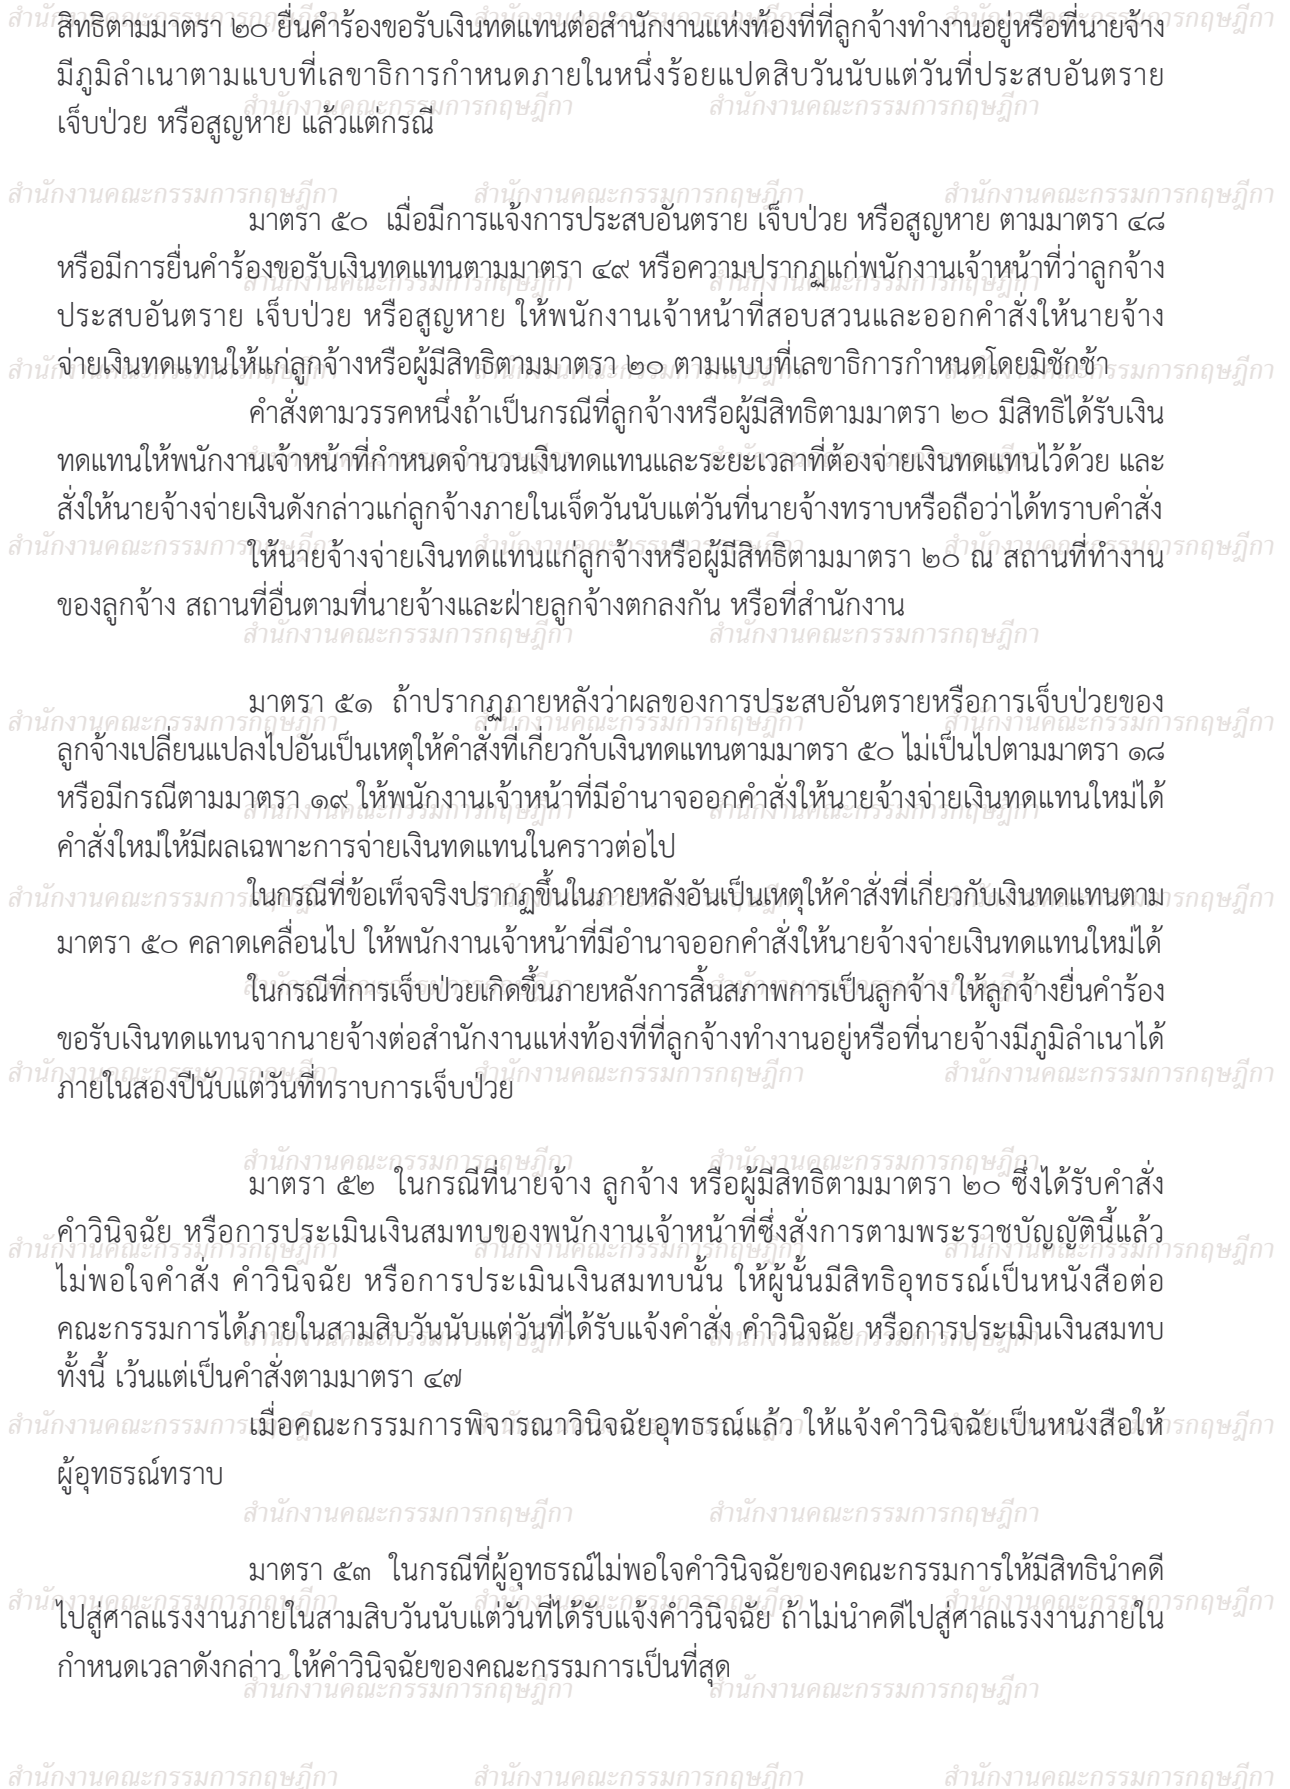 สิทธิตามมาตรา ๒๐ ยื่นคำร้องขอรับเงินทดแทนต่อสำนักงานแห่งท้องที่ที่ลูกจ้างทำงานอยู่หรือที่นายจ้าง
มีภูมิลำเนาตามแบบที่เลขาธิการกำหนดภายในหนึ่งร้อยแปดสิบวันนับแต่วันที่ประสบอันตราย
เจ็บป่วย หรือสูญหาย แล้วแต่กรณี
มาตรา ๕๐  เมื่อมีการแจ้งการประสบอันตราย เจ็บป่วย หรือสูญหาย ตามมาตรา ๔๘
หรือมีการยื่นคำร้องขอรับเงินทดแทนตามมาตรา ๔๙ หรือความปรากฏแก่พนักงานเจ้าหน้าที่ว่าลูกจ้าง
ประสบอันตราย เจ็บป่วย หรือสูญหาย ให้พนักงานเจ้าหน้าที่สอบสวนและออกคำสั่งให้นายจ้าง
จ่ายเงินทดแทนให้แก่ลูกจ้างหรือผู้มีสิทธิตามมาตรา ๒๐ ตามแบบที่เลขาธิการกำหนดโดยมิชักช้า
คำสั่งตามวรรคหนึ่งถ้าเป็นกรณีที่ลูกจ้างหรือผู้มีสิทธิตามมาตรา ๒๐ มีสิทธิได้รับเงิน
ทดแทนให้พนักงานเจ้าหน้าที่กำหนดจำนวนเงินทดแทนและระยะเวลาที่ต้องจ่ายเงินทดแทนไว้ด้วย และ
สั่งให้นายจ้างจ่ายเงินดังกล่าวแก่ลูกจ้างภายในเจ็ดวันนับแต่วันที่นายจ้างทราบหรือถือว่าได้ทราบคำสั่ง
ให้นายจ้างจ่ายเงินทดแทนแก่ลูกจ้างหรือผู้มีสิทธิตามมาตรา ๒๐ ณ สถานที่ทำงาน
ของลูกจ้าง สถานที่อื่นตามที่นายจ้างและฝ่ายลูกจ้างตกลงกัน หรือที่สำนักงาน
มาตรา ๕๑  ถ้าปรากฏภายหลังว่าผลของการประสบอันตรายหรือการเจ็บป่วยของ
ลูกจ้างเปลี่ยนแปลงไปอันเป็นเหตุให้คำสั่งที่เกี่ยวกับเงินทดแทนตามมาตรา ๕๐ ไม่เป็นไปตามมาตรา ๑๘
หรือมีกรณีตามมาตรา ๑๙ ให้พนักงานเจ้าหน้าที่มีอำนาจออกคำสั่งให้นายจ้างจ่ายเงินทดแทนใหม่ได้
คำสั่งใหม่ให้มีผลเฉพาะการจ่ายเงินทดแทนในคราวต่อไป
ในกรณีที่ข้อเท็จจริงปรากฏขึ้นในภายหลังอันเป็นเหตุให้คำสั่งที่เกี่ยวกับเงินทดแทนตาม
มาตรา ๕๐ คลาดเคลื่อนไป ให้พนักงานเจ้าหน้าที่มีอำนาจออกคำสั่งให้นายจ้างจ่ายเงินทดแทนใหม่ได้
ในกรณีที่การเจ็บป่วยเกิดขึ้นภายหลังการสิ้นสภาพการเป็นลูกจ้าง ให้ลูกจ้างยื่นคำร้อง
ขอรับเงินทดแทนจากนายจ้างต่อสำนักงานแห่งท้องที่ที่ลูกจ้างทำงานอยู่หรือที่นายจ้างมีภูมิลำเนาได้
ภายในสองปีนับแต่วันที่ทราบการเจ็บป่วย
มาตรา ๕๒  ในกรณีที่นายจ้าง ลูกจ้าง หรือผู้มีสิทธิตามมาตรา ๒๐ ซึ่งได้รับคำสั่ง
คำวินิจฉัย หรือการประเมินเงินสมทบของพนักงานเจ้าหน้าที่ซึ่งสั่งการตามพระราชบัญญัตินี้แล้ว
ไม่พอใจคำสั่ง คำวินิจฉัย หรือการประเมินเงินสมทบนั้น ให้ผู้นั้นมีสิทธิอุทธรณ์เป็นหนังสือต่อ
คณะกรรมการได้ภายในสามสิบวันนับแต่วันที่ได้รับแจ้งคำสั่ง คำวินิจฉัย หรือการประเมินเงินสมทบ
ทั้งนี้ เว้นแต่เป็นคำสั่งตามมาตรา ๔๗
เมื่อคณะกรรมการพิจารณาวินิจฉัยอุทธรณ์แล้ว ให้แจ้งคำวินิจฉัยเป็นหนังสือให้
ผู้อุทธรณ์ทราบ
มาตรา ๕๓  ในกรณีที่ผู้อุทธรณ์ไม่พอใจคำวินิจฉัยของคณะกรรมการให้มีสิทธินำคดี
ไปสู่ศาลแรงงานภายในสามสิบวันนับแต่วันที่ได้รับแจ้งคำวินิจฉัย ถ้าไม่นำคดีไปสู่ศาลแรงงานภายใน
กำหนดเวลาดังกล่าว ให้คำวินิจฉัยของคณะกรรมการเป็นที่สุด
สำนักงานคณะกรรมการกฤษฎีกา